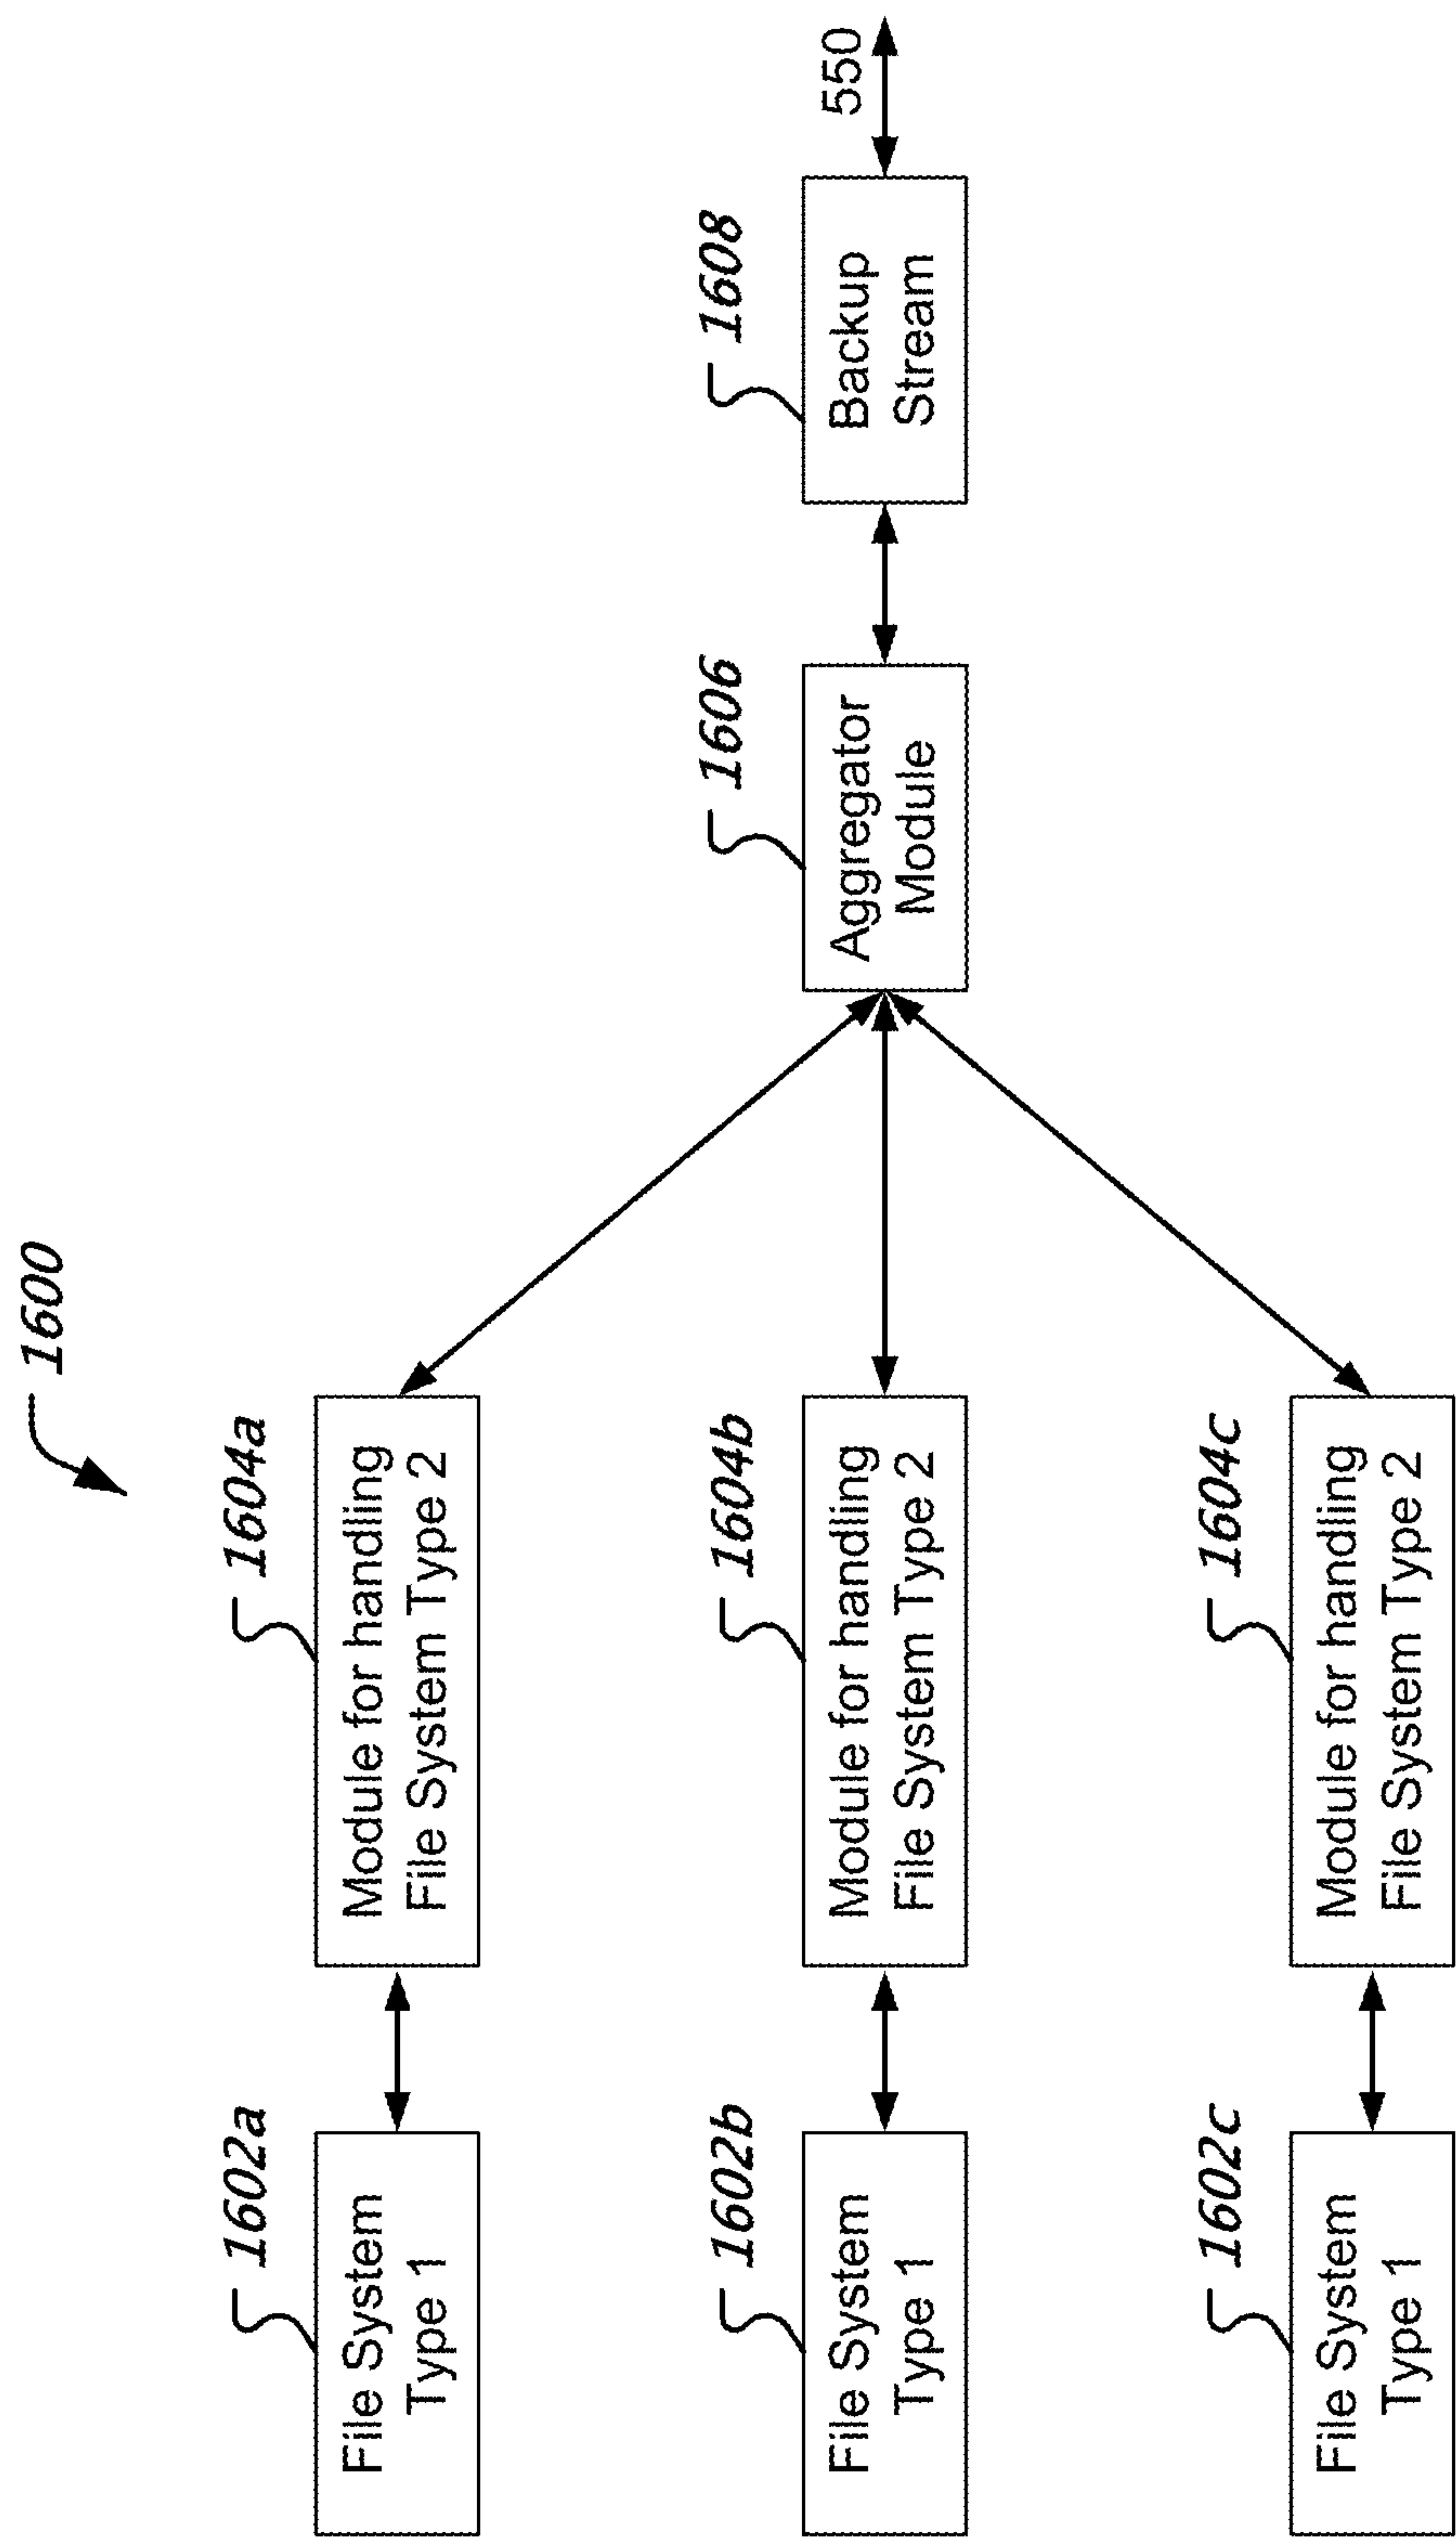 1600
1602a
File System
Type 1
1604a
Module for handling
File System Type 2
1602b
File System
Type 1
1604b
Module for handling
File System Type 2
1606
Aggregator
Module
1608
Backup
Stream
550
1602c
File System
Type 1
1604c
Module for handling
File System Type 2